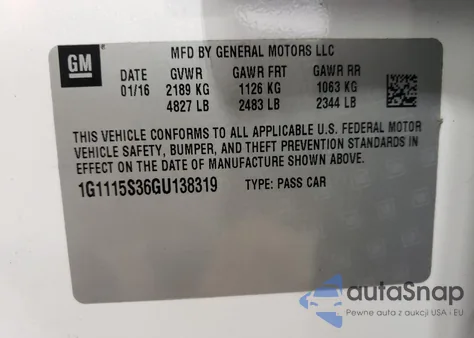 GM
MFD BY GENERAL MOTORS LLC
DATE GVWR GAWR FRT GAWR RR
01/16 2189 KG 1126 KG 1063 KG
4827 LB 2483 LB 2344 LB
THIS VEHICLE CONFORMS TO ALL APPLICABLE U.S. FEDERAL MOTOR
VEHICLE SAFETY, BUMPER, AND THEFT PREVENTION STANDARDS IN
EFFECT ON THE DATE OF MANUFACTURE SHOWN ABOVE.
1G1115S36GU138319 TYPE: PASS CAR
autaSnap
Pewne auta z aukcji USA - EU